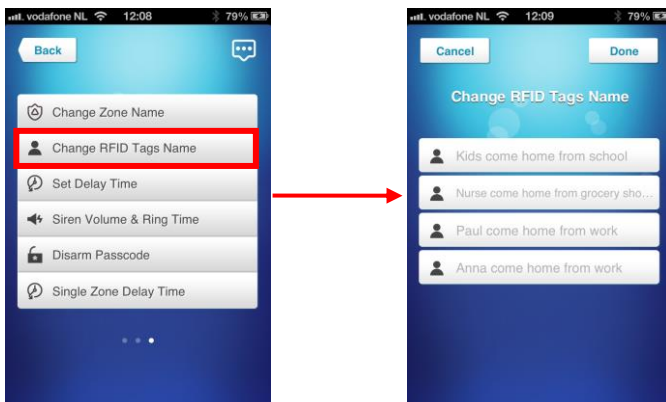 vodafone NL 12:08 79%
Back
Change Zone Name
Change RFID Tags Name
Set Delay Time
Siren Volume & Ring Time
Disarm Passcode
Single Zone Delay Time
vodafone NL 12:09 79%
Cancel Done
Change RFID Tags Name
Kids come home from school
Nurse come home from grocery sho...
Paul come home from work
Anna come home from work